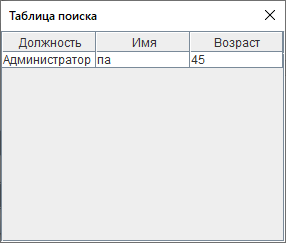 Таблица поиска
Должность Имя Возраст
Администратор па 45